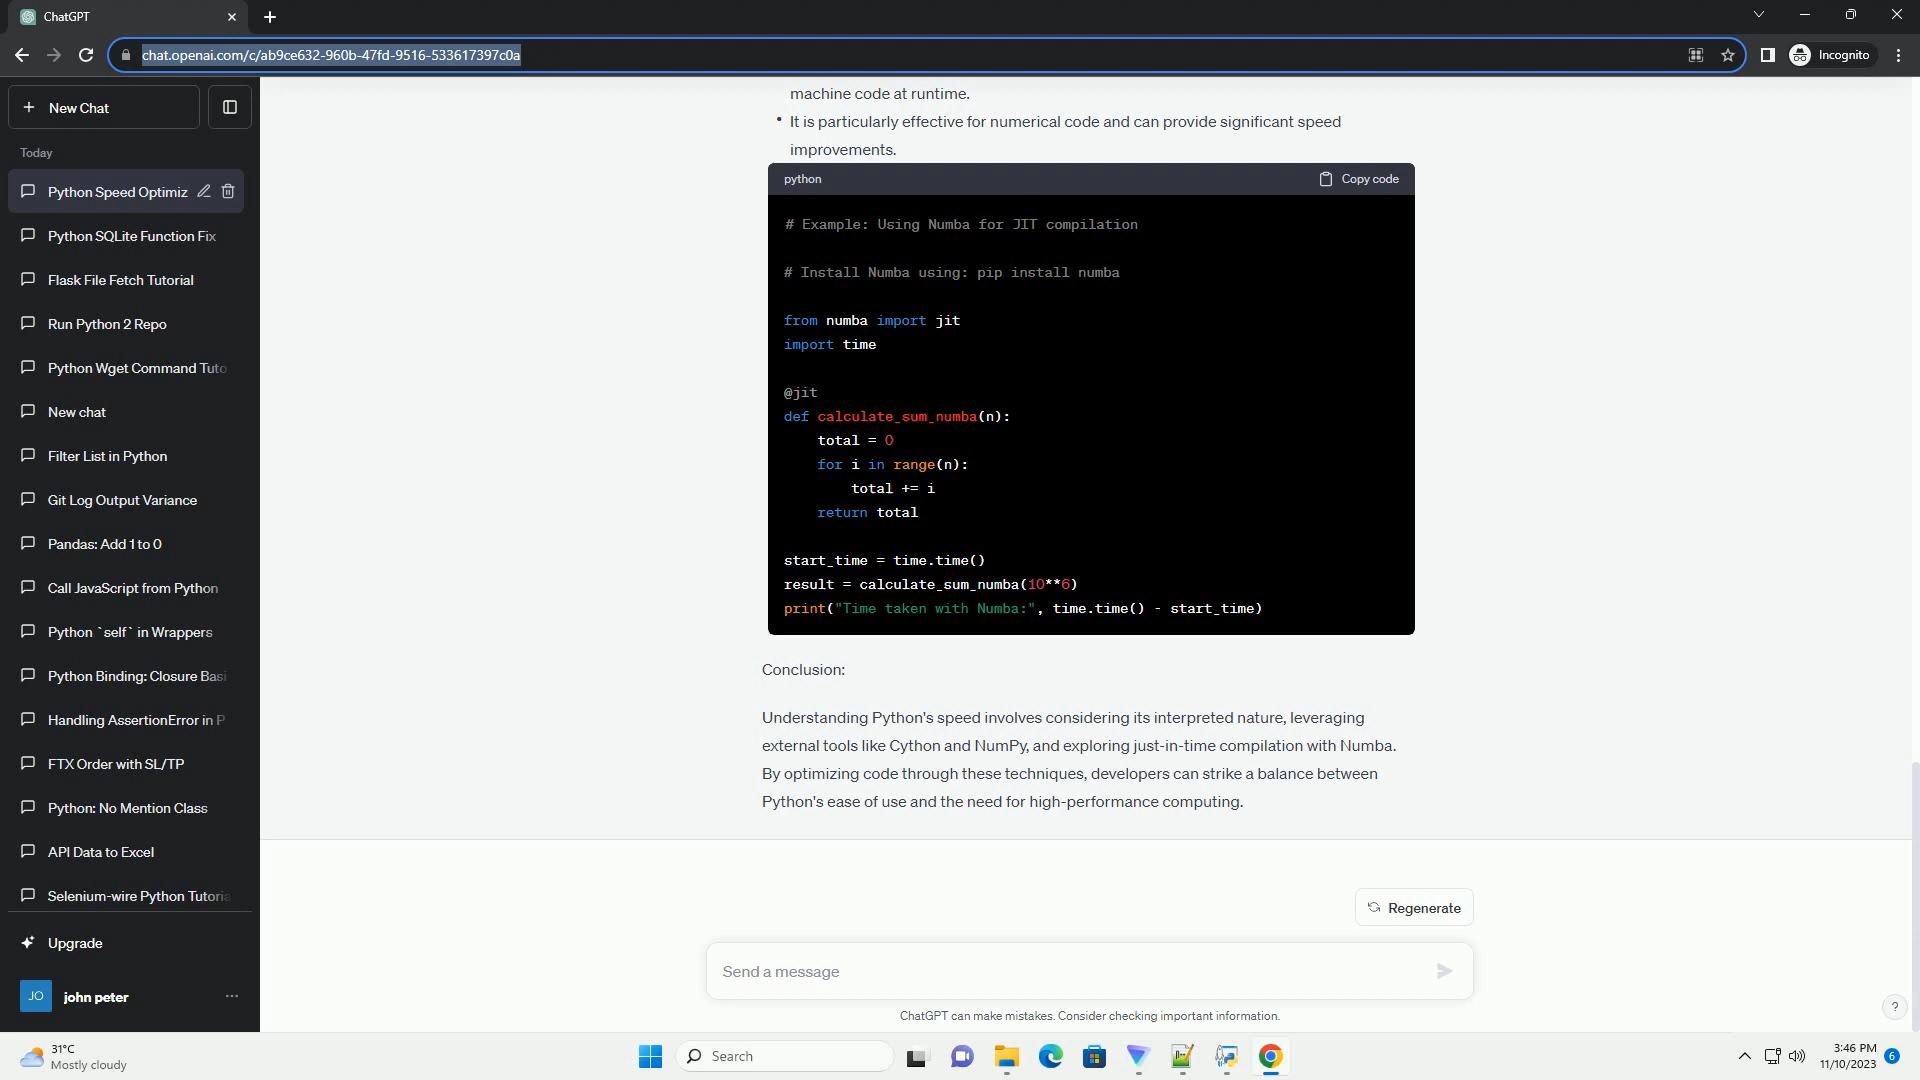 ChatGPT
chat.openai.com/c/ab9ce632-960b-47fd-9516-533617397c0a
Incognito
New Chat
Today
Python Speed Optimiz
Python SQLite Function Fix
Flask File Fetch Tutorial
Run Python 2 Repo
Python Wget Command Tuto
New chat
Filter List in Python
Git Log Output Variance
Pandas: Add 1 to 0
Call JavaScript from Python
Python `self` in Wrappers
Python Binding: Closure Basi
Handling AssertionError in P
FTX Order with SL/TP
Python: No Mention Class
API Data to Excel
Selenium-wire Python Tutoria
Upgrade
JO john peter
machine code at runtime.
• It is particularly effective for numerical code and can provide significant speed
improvements.
python Copy code
# Example: Using Numba for JIT compilation
# Install Numba using: pip install numba
from numba import jit
import time
@jit
def calculate_sum_numba(n):
    total = 0
    for i in range(n):
        total += i
    return total
start_time = time.time()
result = calculate_sum_numba(10**6)
print("Time taken with Numba:", time.time() - start_time)
Conclusion:
Understanding Python's speed involves considering its interpreted nature, leveraging
external tools like Cython and NumPy, and exploring just-in-time compilation with Numba.
By optimizing code through these techniques, developers can strike a balance between
Python's ease of use and the need for high-performance computing.
Regenerate
Send a message
ChatGPT can make mistakes. Consider checking important information.
?
31°C
Mostly cloudy
Search
3:46 PM
11/10/2023
6